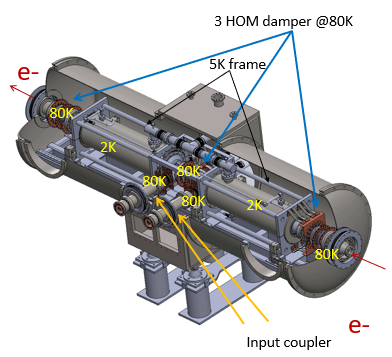 3 HOM damper @80K
5K frame
e-
80K
2K
80K
80K
80K
2K
80K
e-
Input coupler